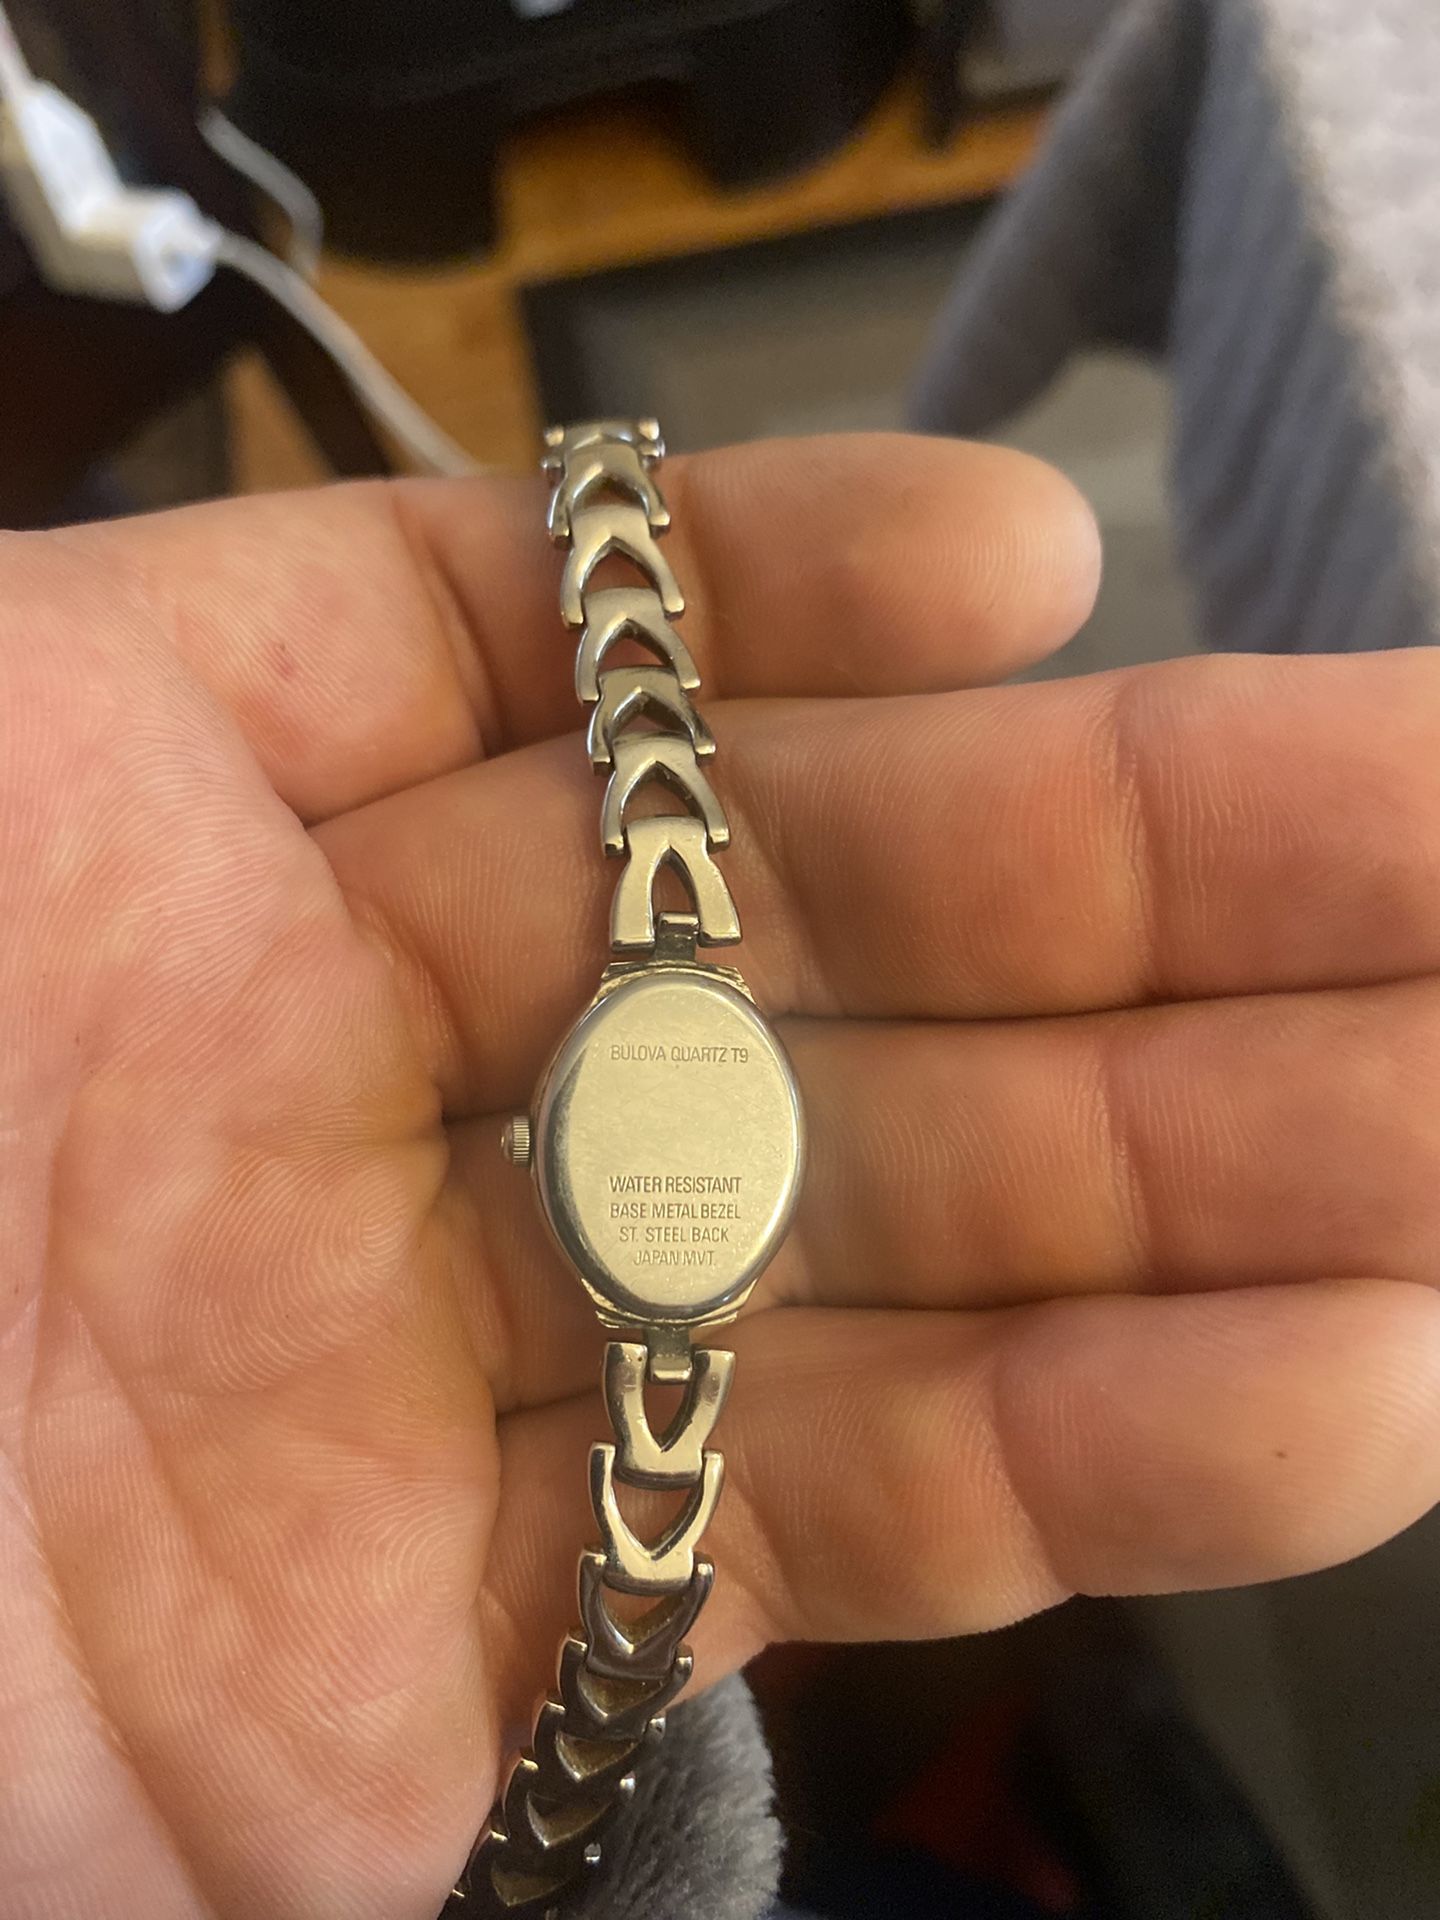 BULOVA QUARTZ T9
WATER RESISTANT
BASE METAL BEZEL
ST. STEEL BACK
JAPAN MVT.